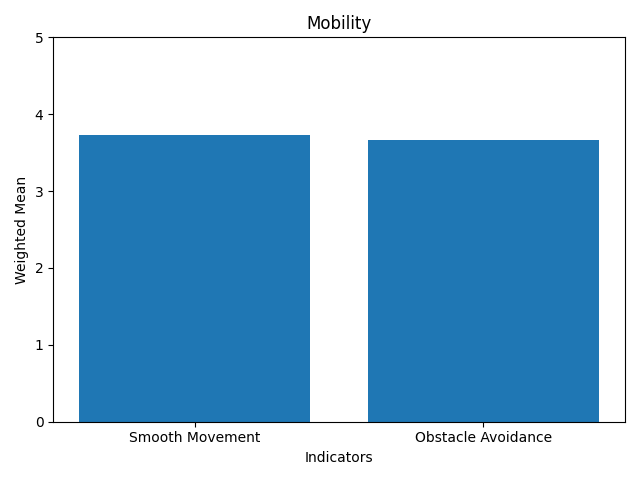 Mobility
Weighted Mean
5
4
3
2
1
0
Smooth Movement
Obstacle Avoidance
Indicators